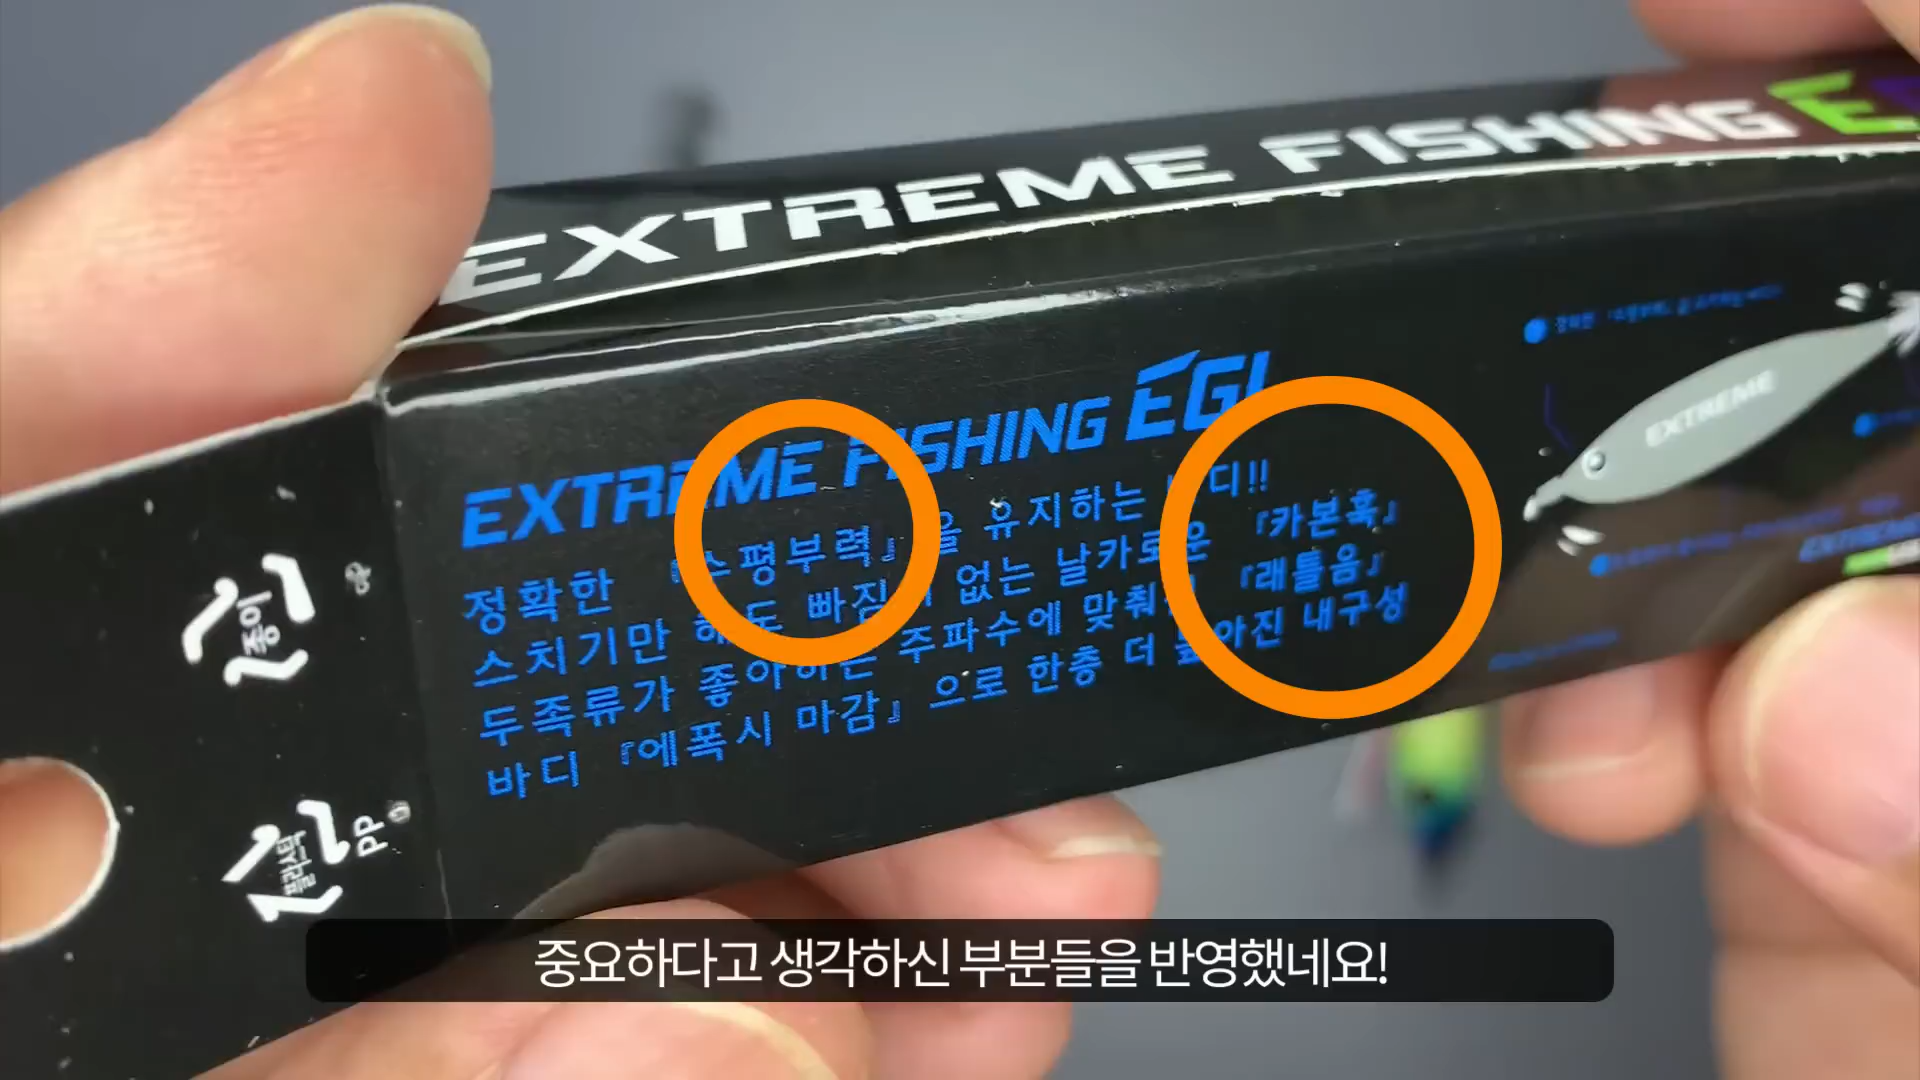 EXTREME FISHING
EXTREME FISHING EGI
정확한 『수평부력』을 유지하는 바디!!
스치기만 해도 빠짐이 없는 날카로운 『카본훅』
두족류가 좋아하는 주파수에 맞춰진 『래틀음』
바디 『에폭시 마감』으로 한층 더 높아진 내구성
EXTREME
종이
플라스틱
PP
중요하다고 생각하신 부분들을 반영했네요!